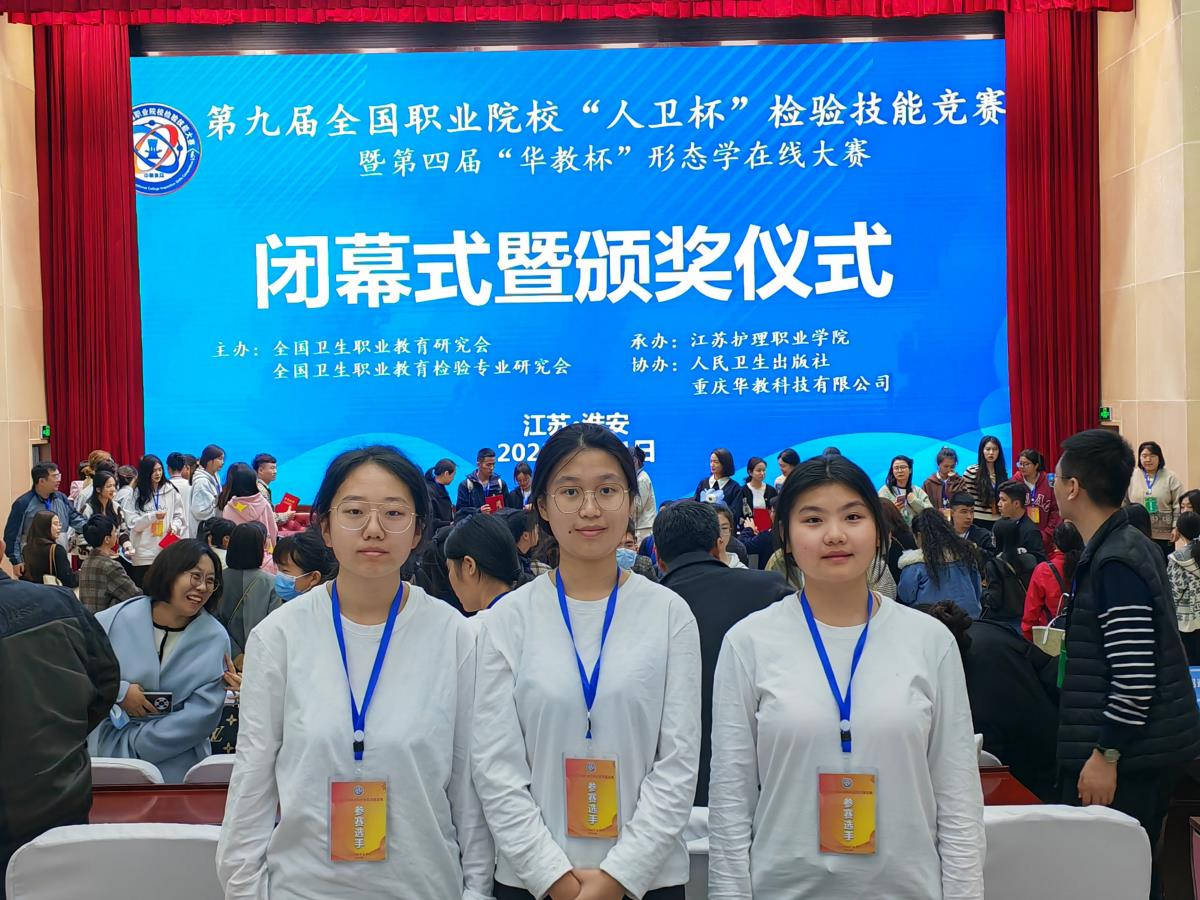 第九届全国职业院校“人卫杯”检验技能竞赛
暨第四届“华教杯”形态学在线大赛
闭幕式暨颁奖仪式
主办：全国卫生职业教育研究会
全国卫生职业教育检验专业研究会
承办：江苏护理职业学院
协办：人民卫生出版社
重庆华教科技有限公司
江苏·淮安
202
日
参赛选手
参赛选手
参赛选手